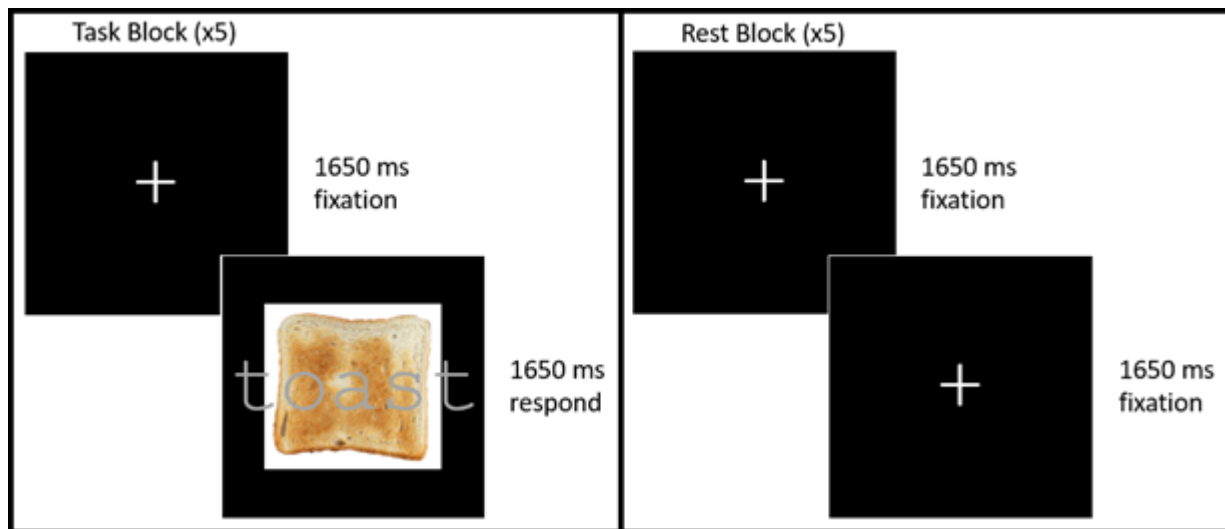 Task Block (x5)
1650 ms
fixation
toast
1650 ms
respond
Rest Block (x5)
1650 ms
fixation
1650 ms
fixation